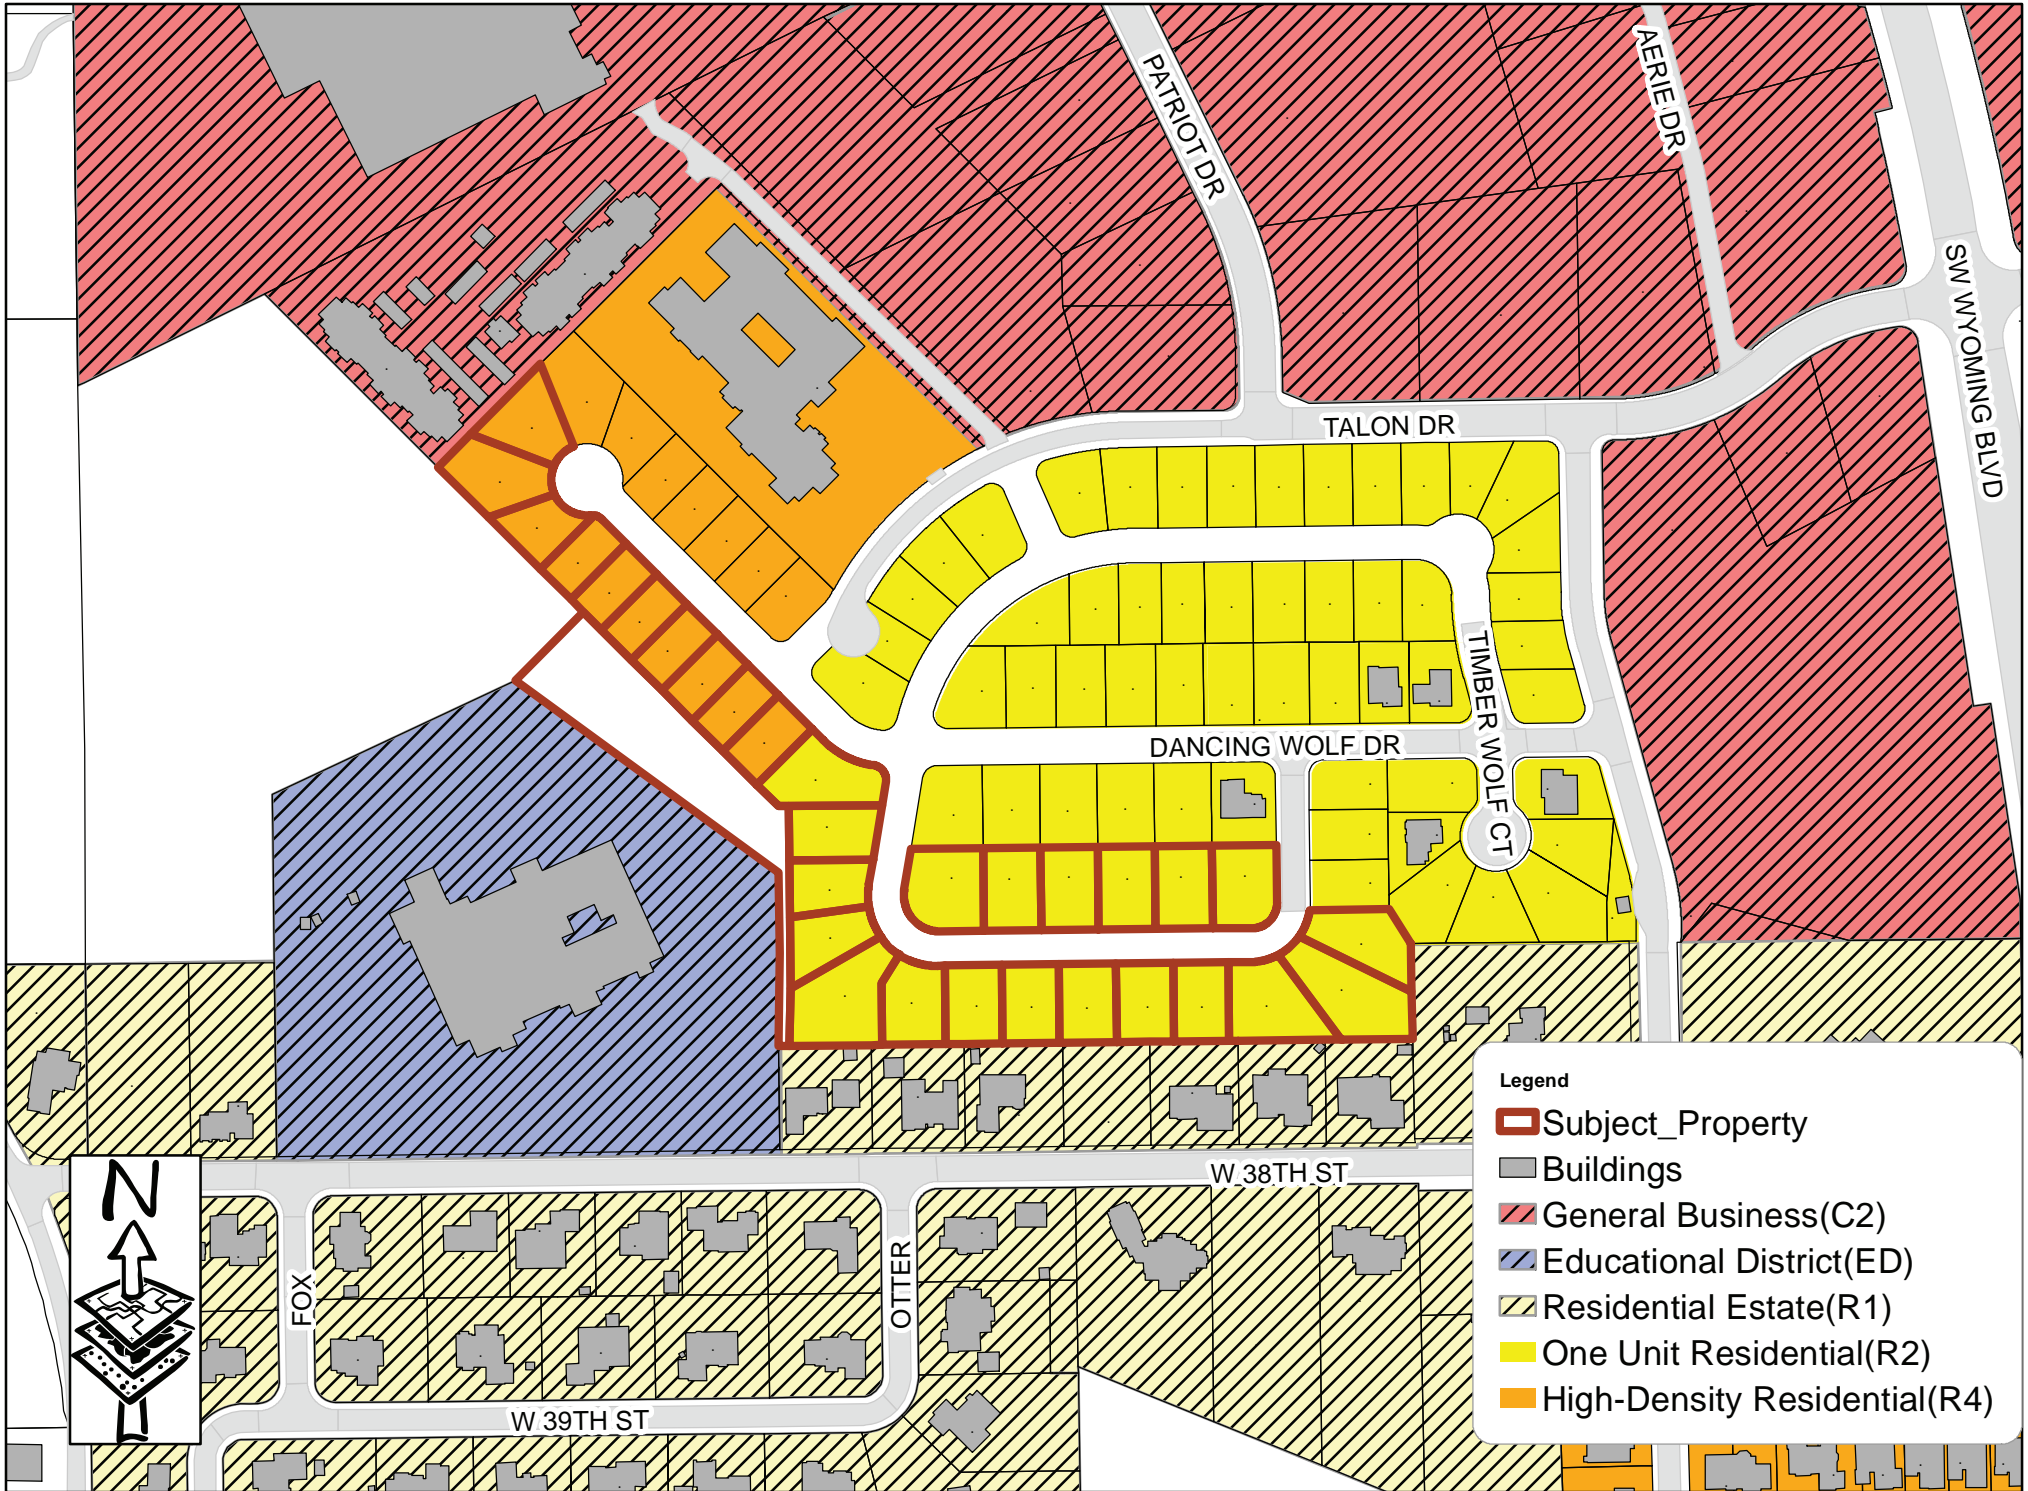 PATRIOT DR
AERIE DR
SW WYOMING BLVD
TALON DR
TIMBER WOLF CT
DANCING WOLF DR
W 38TH ST
FOX
OTTER
W 39TH ST
N
Legend
Subject_Property
Buildings
General Business(C2)
Educational District(ED)
Residential Estate(R1)
One Unit Residential(R2)
High-Density Residential(R4)